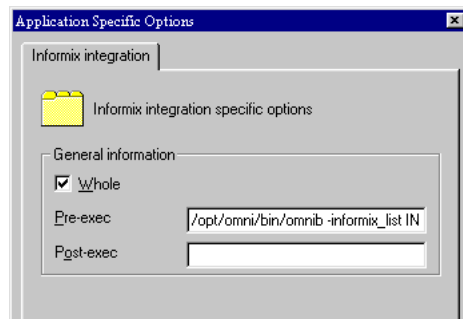 Application Specific Options
Informix integration
Informix integration specific options
General information
Whole
Pre-exec
/opt/omni/bin/omnib -informix_list IN
Post-exec